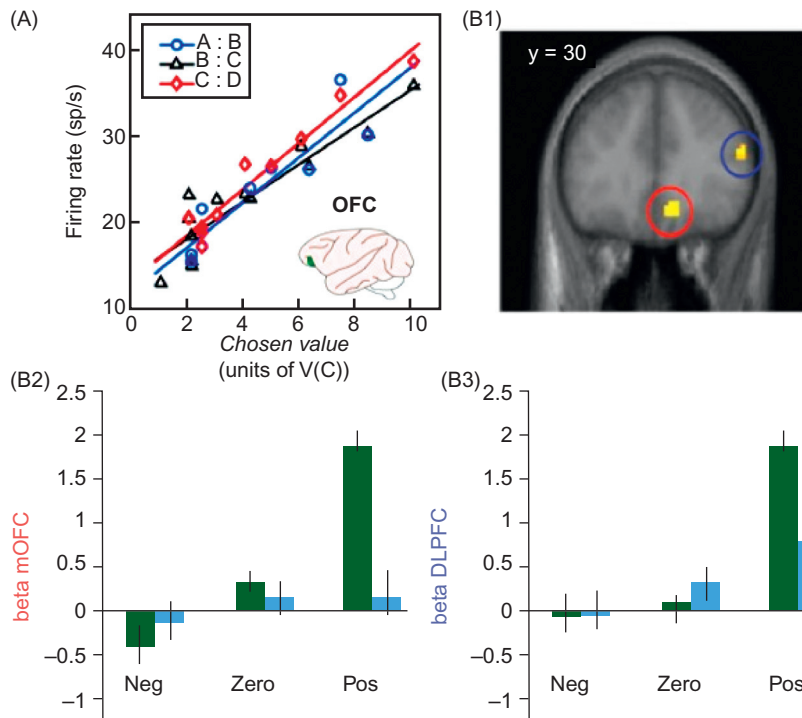 (A)
Firing rate (sp/s)
40
30
20
10
A : B
B : C
C : D
OFC
0 2 4 6 8 10
Chosen value
(units of V(C))
(B1)
y = 30
(B2)
beta mOFC
2.5
2
1.5
1
0.5
0
–0.5
–1
Neg Zero Pos
(B3)
beta DLPFC
2.5
2
1.5
1
0.5
0
–0.5
–1
Neg Zero Pos